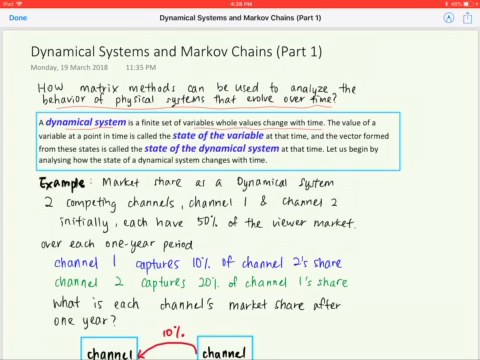 iPad
4:38 PM
46%
Done
Dynamical Systems and Markov Chains (Part 1)
Dynamical Systems and Markov Chains (Part 1)
Monday, 19 March 2018 11:35 PM
How matrix methods can be used to analyze the
behavior of physical systems that evolve over time?
A dynamical system is a finite set of variables whole values change with time. The value of a
variable at a point in time is called the state of the variable at that time, and the vector formed
from these states is called the state of the dynamical system at that time. Let us begin by
analysing how the state of a dynamical system changes with time.
Example: Market share as a Dynamical system
2 competing channels, channel 1 & channel 2
initially, each have 50% of the viewer market.
over each one-year period
channel 1 captures 10% of channel 2's share
channel 2 captures 20% of channel 1's share
What is each channel's market share after
one year?
10%
channel channel